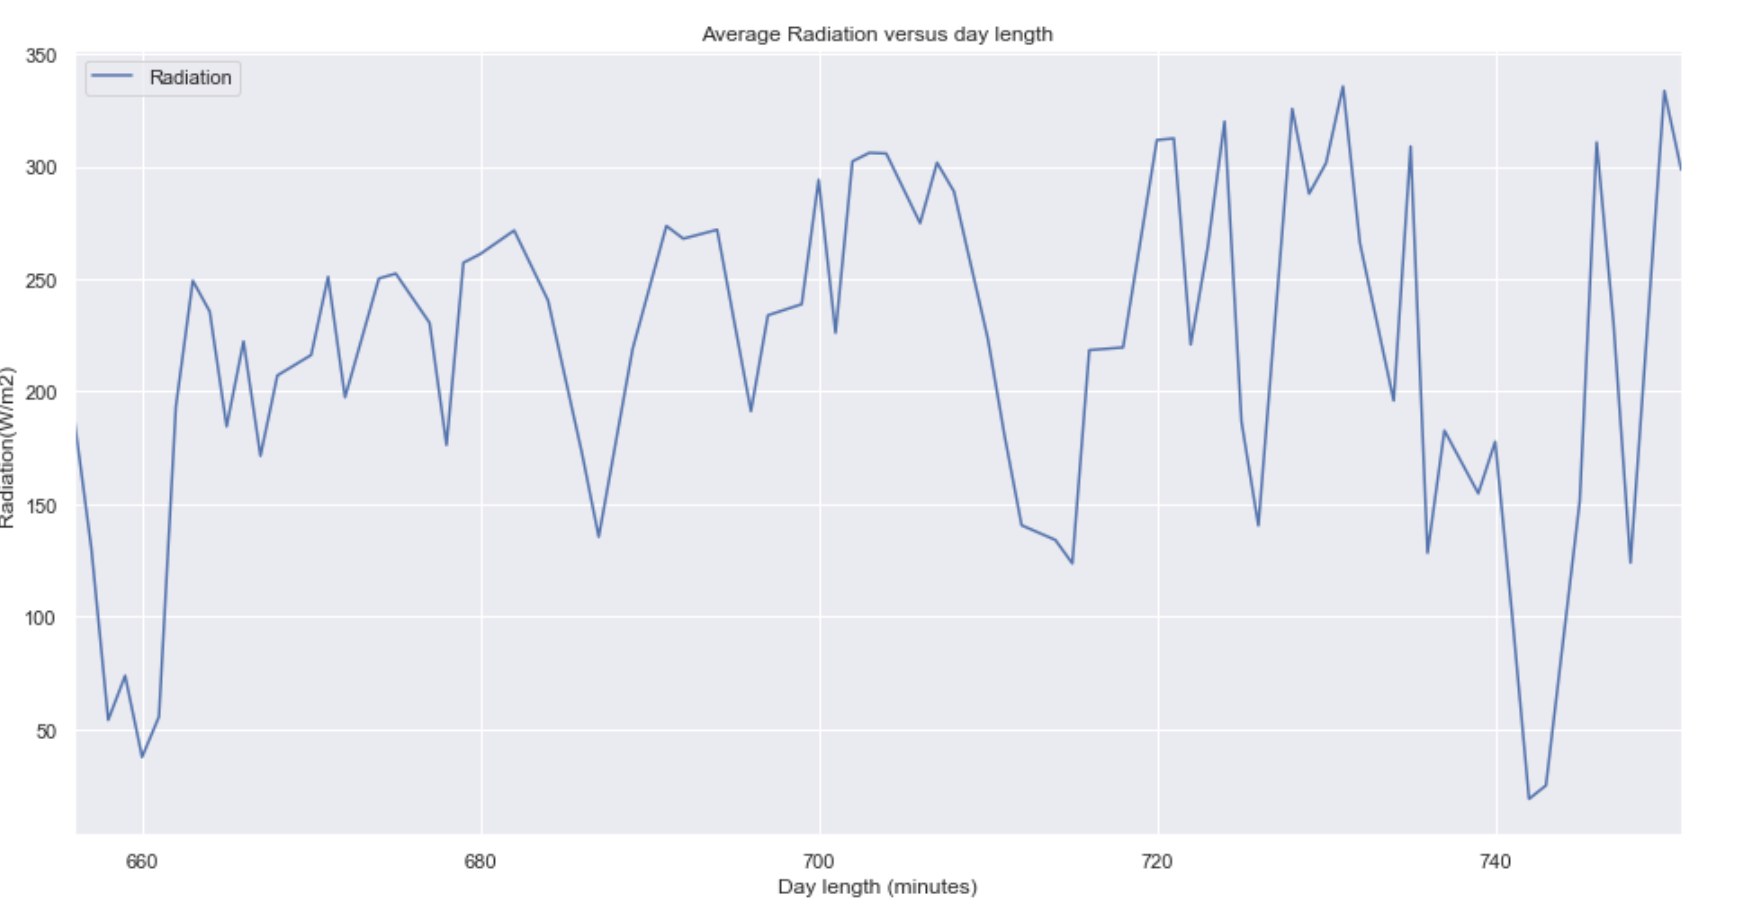 Average Radiation versus day length
Radiation
350
300
250
200
150
100
50
Radiation(W/m2)
660 680 700 720 740
Day length (minutes)